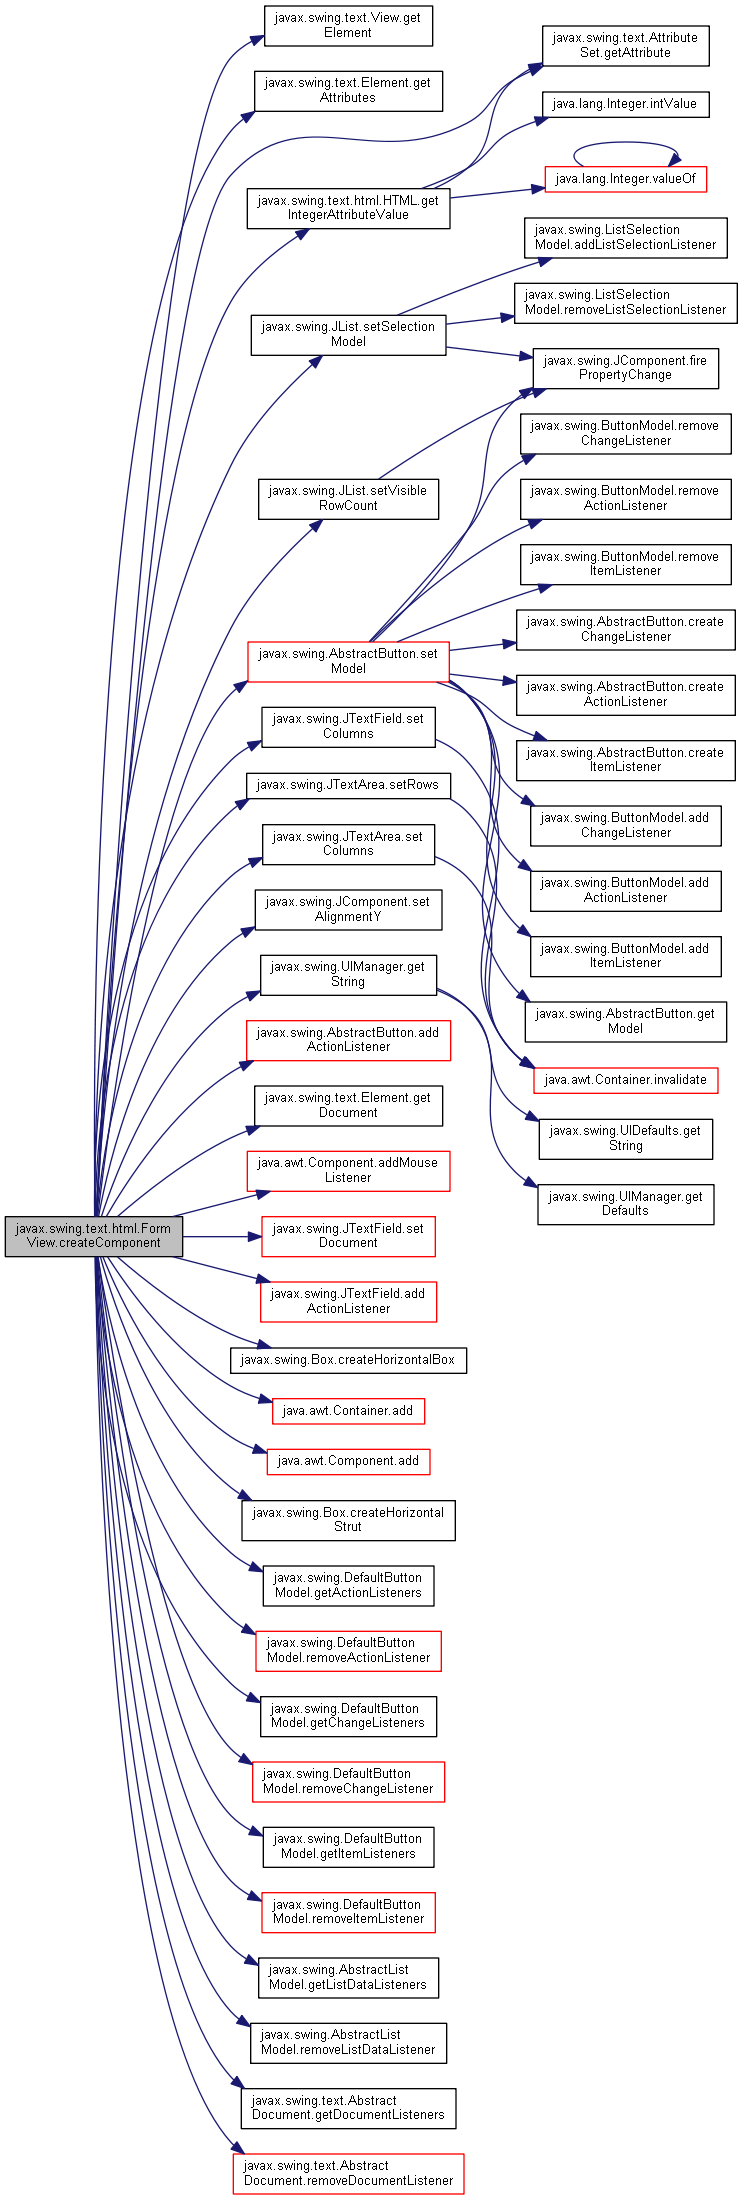 javax.swing.text.View.get
Element
javax.swing.text.Attribute
Set.getAttribute
javax.swing.text.Element.get
Attributes
java.lang.Integer.intValue
java.lang.Integer.valueOf
javax.swing.text.html.HTML.get
IntegerAttributeValue
javax.swing.ListSelection
Model.addListSelectionListener
javax.swing.ListSelection
Model.removeListSelectionListener
javax.swing.JList.setSelection
Model
javax.swing.JComponent.fire
PropertyChange
javax.swing.ButtonModel.remove
ChangeListener
javax.swing.JList.setVisible
RowCount
javax.swing.ButtonModel.remove
ActionListener
javax.swing.ButtonModel.remove
ItemListener
javax.swing.AbstractButton.create
ChangeListener
javax.swing.AbstractButton.set
Model
javax.swing.AbstractButton.create
ActionListener
javax.swing.JTextField.set
Columns
javax.swing.AbstractButton.create
ItemListener
javax.swing.JTextArea.setRows
javax.swing.ButtonModel.add
ChangeListener
javax.swing.JTextArea.set
Columns
javax.swing.ButtonModel.add
ActionListener
javax.swing.JComponent.set
AlignmentY
javax.swing.ButtonModel.add
ItemListener
javax.swing.UIManager.get
String
javax.swing.AbstractButton.get
Model
javax.swing.AbstractButton.add
ActionListener
java.awt.Container.invalidate
javax.swing.text.Element.get
Document
javax.swing.UIDefaults.get
String
java.awt.Component.addMouse
Listener
javax.swing.UIManager.get
Defaults
javax.swing.text.html.Form
View.createComponent
javax.swing.JTextField.set
Document
javax.swing.JTextField.add
ActionListener
javax.swing.Box.createHorizontalBox
java.awt.Container.add
java.awt.Component.add
javax.swing.Box.createHorizontal
Strut
javax.swing.DefaultButton
Model.getActionListeners
javax.swing.DefaultButton
Model.removeActionListener
javax.swing.DefaultButton
Model.getChangeListeners
javax.swing.DefaultButton
Model.removeChangeListener
javax.swing.DefaultButton
Model.getItemListeners
javax.swing.DefaultButton
Model.removeItemListener
javax.swing.AbstractList
Model.getListDataListeners
javax.swing.AbstractList
Model.removeListDataListener
javax.swing.text.Abstract
Document.getDocumentListeners
javax.swing.text.Abstract
Document.removeDocumentListener